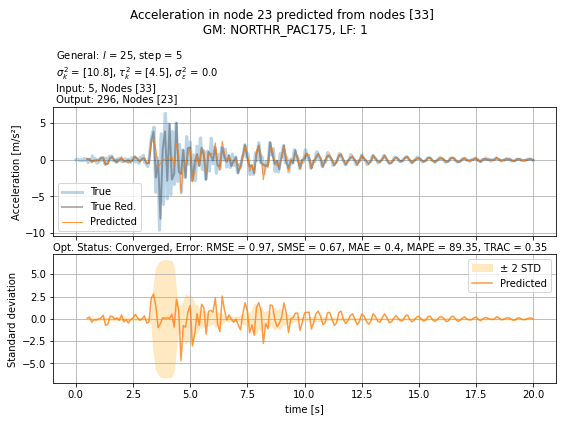 Acceleration in node 23 predicted from nodes [33]
GM: NORTHR_PAC175, LF: 1
General: l = 25, step = 5
σ²ₖ = [10.8], τ²ₖ = [4.5], σ²ε = 0.0
Input: 5, Nodes [33]
Output: 296, Nodes [23]
Acceleration [m/s²]
5
0
−5
−10
True
True Red.
Predicted
Opt. Status: Converged, Error: RMSE = 0.97, SMSE = 0.67, MAE = 0.4, MAPE = 89.35, TRAC = 0.35
Standard deviation
5.0
2.5
0.0
−2.5
−5.0
± 2 STD
Predicted
0.0 2.5 5.0 7.5 10.0 12.5 15.0 17.5 20.0
time [s]